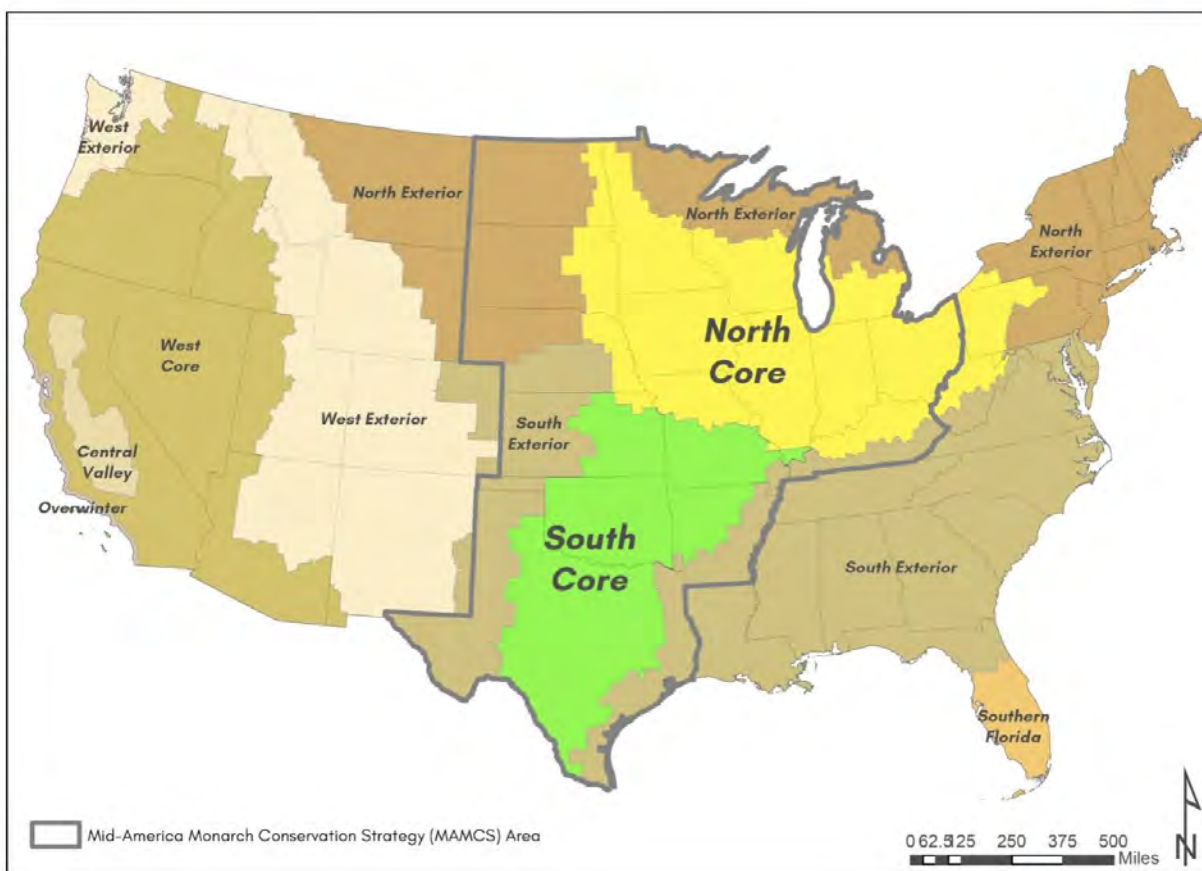 West
Exterior
North Exterior
North Exterior
North
Exterior
West
Core
North
Core
West Exterior
South
Exterior
Central
Valley
Overwinter
South
Core
South Exterior
Southern
Florida
Mid-America Monarch Conservation Strategy (MAMCS) Area
0 62.5 125 250 375 500
Miles
N